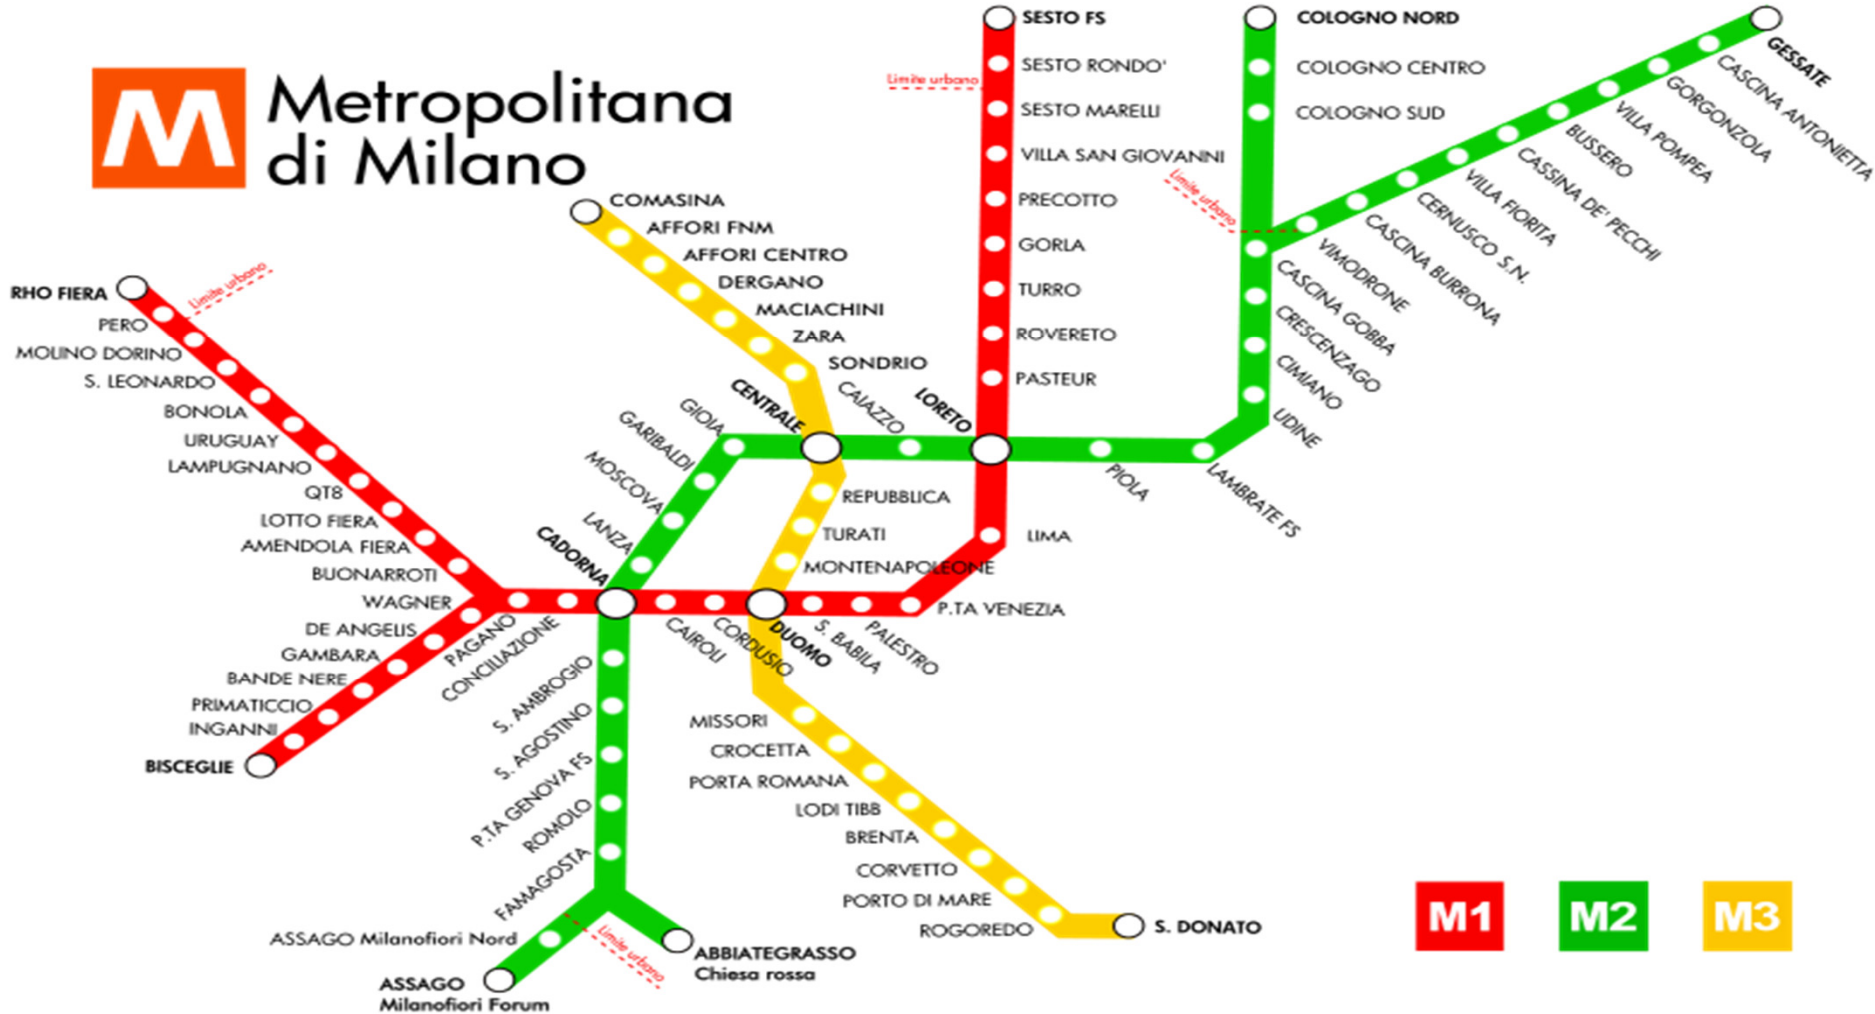 M
Metropolitana
di Milano
SESTO FS
SESTO RONDO'
Limite urbano
SESTO MARELLI
VILLA SAN GIOVANNI
PRECOTTO
GORLA
TURRO
ROVERETO
PASTEUR
LORETO
LIMA
P.TA VENEZIA
PALESTRO
S. BABILA
DUOMO
CORDUSIO
CAIROLI
CADORNA
CONCILIAZIONE
PAGANO
RHO FIERA
Limite urbano
PERO
MOLINO DORINO
S. LEONARDO
BONOLA
URUGUAY
LAMPUGNANO
QT8
LOTTO FIERA
AMENDOLA FIERA
BUONARROTI
WAGNER
DE ANGELIS
GAMBARA
BANDE NERE
PRIMATICCIO
INGANNI
BISCEGLIE
COLOGNO NORD
COLOGNO CENTRO
COLOGNO SUD
GESSATE
CASCINA ANTONIETTA
GORGONZOLA
VILLA POMPEA
BUSSERO
CASSINA DE' PECCHI
VILLA FIORITA
CERNUSCO S.N.
CASCINA BURRONA
VIMODRONE
Limite urbano
CASCINA GOBBA
CRESCENZAGO
CIMIANO
UDINE
LAMBRATE FS
PIOLA
CAIAZZO
CENTRALE
GIOIA
GARIBALDI
MOSCOVA
LANZA
S. AMBROGIO
S. AGOSTINO
P.TA GENOVA FS
ROMOLO
FAMAGOSTA
Limite urbano
ASSAGO Milanofiori Nord
ASSAGO
Milanofiori Forum
ABBIATEGRASSO
Chiesa rossa
COMASINA
AFFORI FNM
AFFORI CENTRO
DERGANO
MACIACHINI
ZARA
SONDRIO
REPUBBLICA
TURATI
MONTENAPOLEONE
MISSORI
CROCETTA
PORTA ROMANA
LODI TIBB
BRENTA
CORVETTO
PORTO DI MARE
ROGOREDO
S. DONATO
M1 M2 M3